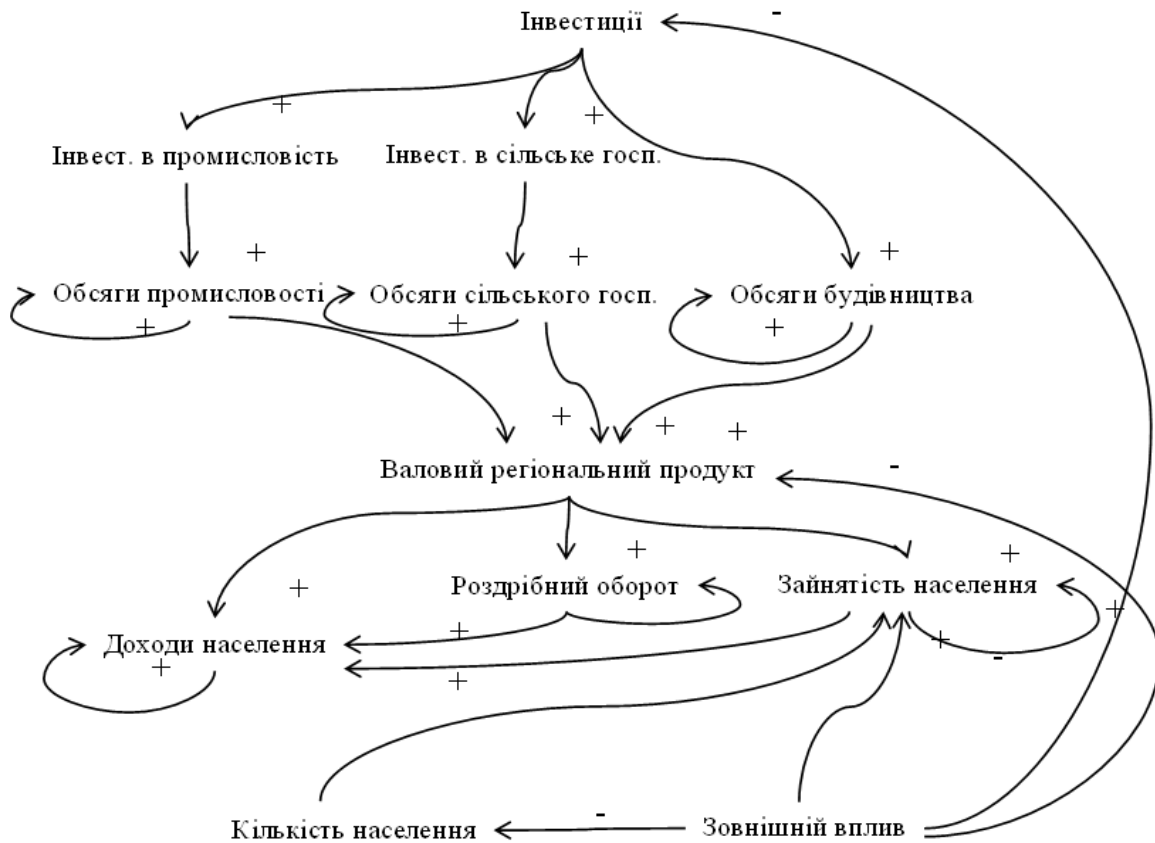 Інвестиції -
+ +
Інвест. в промисловість Інвест. в сільське госп.
+ + +
Обсяги промисловості Обсяги сільського госп. Обсяги будівництва
+ + +
+ + +
Валовий регіональний продукт -
+ +
Роздрібний оборот Зайнятість населення
+ +
Доходи населення + + -
+ +
Кількість населення - Зовнішній вплив